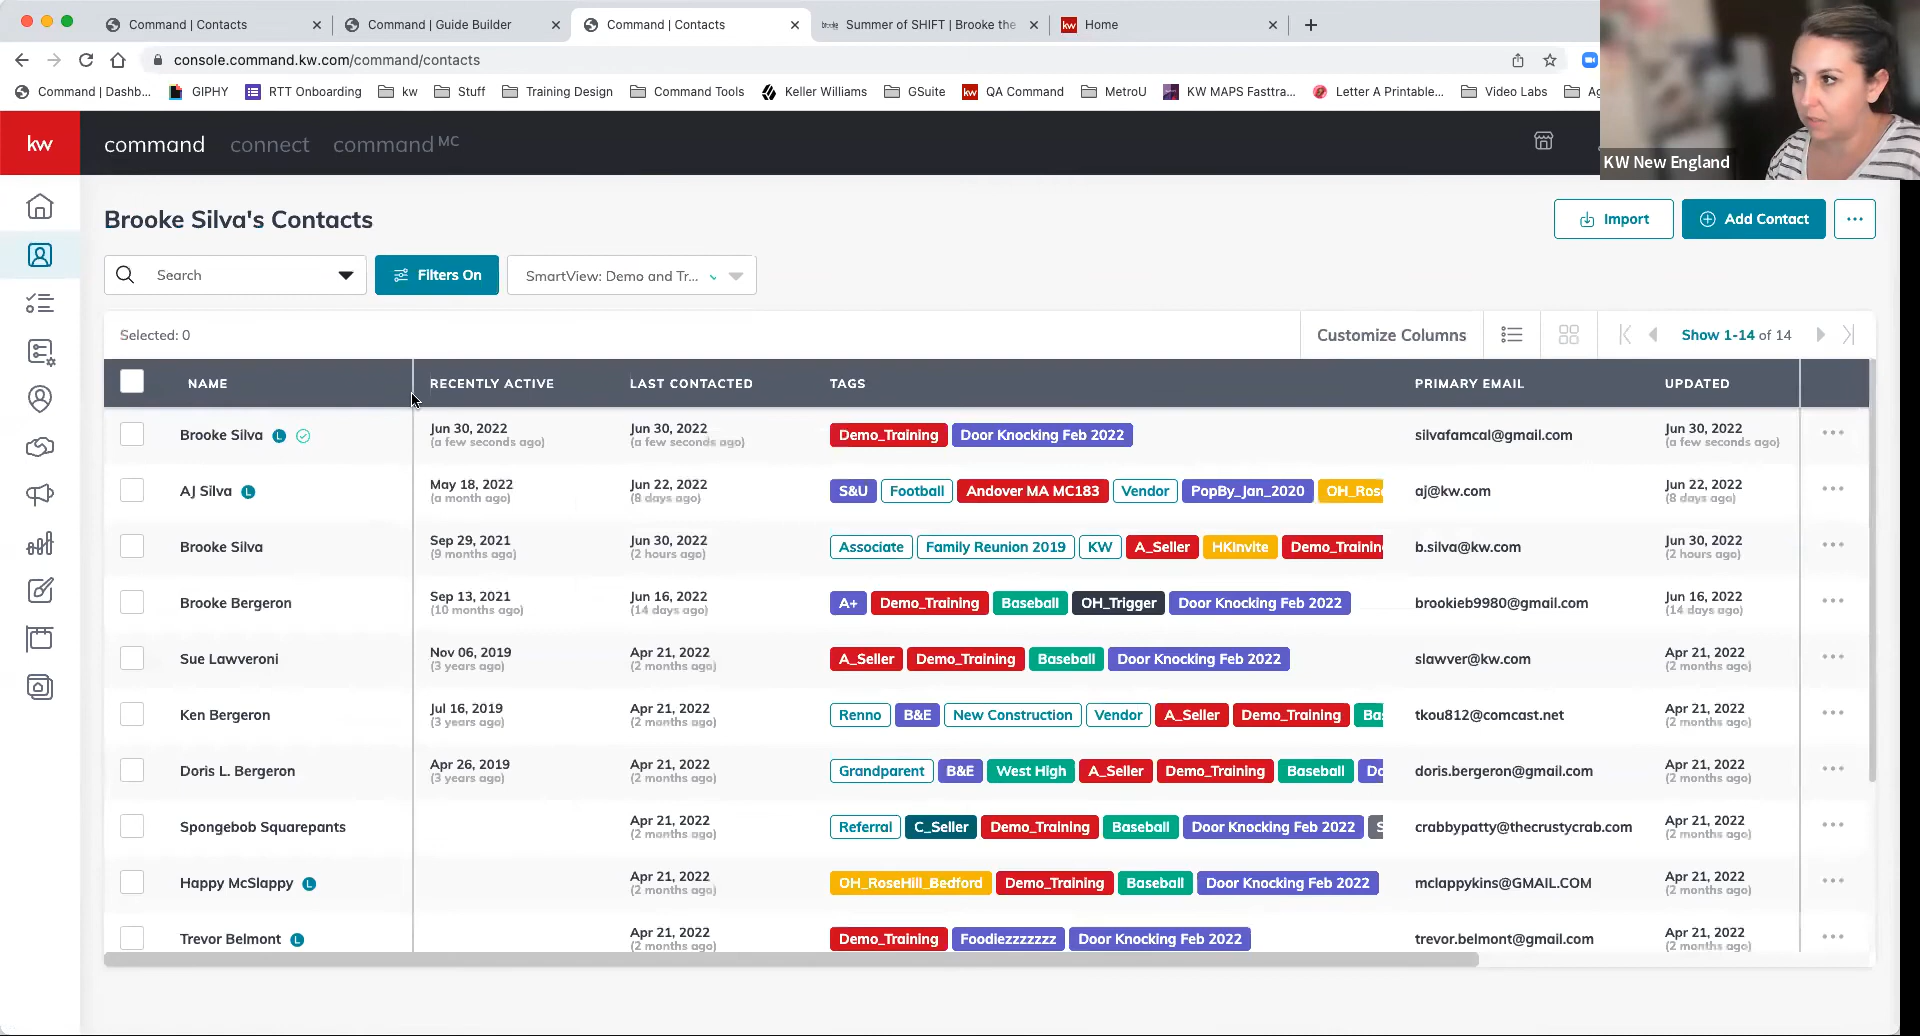 Command | Contacts
Command | Guide Builder
Command | Contacts
Summer of SHIFT | Brooke the
kw Home
console.command.kw.com/command/contacts
Command | Dashb... GIPHY RTT Onboarding kw Stuff Training Design Command Tools Keller Williams GSuite kw QA Command MetroU KW MAPS Fasttra... Letter A Printable... Video Labs
KW New England
kw command connect command MC
Brooke Silva's Contacts
Import Add Contact
Search Filters On SmartView: Demo and Tr...
Selected: 0 Customize Columns Show 1-14 of 14
NAME RECENTLY ACTIVE LAST CONTACTED TAGS PRIMARY EMAIL UPDATED
Brooke Silva L Jun 30, 2022 Jun 30, 2022 Demo_Training Door Knocking Feb 2022 silvafamcal@gmail.com Jun 30, 2022
(a few seconds ago) (a few seconds ago) (a few seconds ago)
AJ Silva L May 18, 2022 Jun 22, 2022 S&U Football Andover MA MC183 Vendor PopBy_Jan_2020 OH_Rose aj@kw.com Jun 22, 2022
(a month ago) (8 days ago) (8 days ago)
Brooke Silva Sep 29, 2021 Jun 30, 2022 Associate Family Reunion 2019 KW A_Seller HKInvite Demo_Trainin b.silva@kw.com Jun 30, 2022
(9 months ago) (2 hours ago) (2 hours ago)
Brooke Bergeron Sep 13, 2021 Jun 16, 2022 A+ Demo_Training Baseball OH_Trigger Door Knocking Feb 2022 brookieb9980@gmail.com Jun 16, 2022
(10 months ago) (14 days ago) (14 days ago)
Sue Lawveroni Nov 06, 2019 Apr 21, 2022 A_Seller Demo_Training Baseball Door Knocking Feb 2022 slawver@kw.com Apr 21, 2022
(3 years ago) (2 months ago) (2 months ago)
Ken Bergeron Jul 16, 2019 Apr 21, 2022 Renno B&E New Construction Vendor A_Seller Demo_Training Ba tkou812@comcast.net Apr 21, 2022
(3 years ago) (2 months ago) (2 months ago)
Doris L. Bergeron Apr 26, 2019 Apr 21, 2022 Grandparent B&E West High A_Seller Demo_Training Baseball Do doris.bergeron@gmail.com Apr 21, 2022
(3 years ago) (2 months ago) (2 months ago)
Spongebob Squarepants Apr 21, 2022 Referral C_Seller Demo_Training Baseball Door Knocking Feb 2022 S crabbypatty@thecrustycrab.com Apr 21, 2022
(2 months ago) (2 months ago)
Happy McSlappy L Apr 21, 2022 OH_RoseHill_Bedford Demo_Training Baseball Door Knocking Feb 2022 mclappykins@GMAIL.COM Apr 21, 2022
(2 months ago) (2 months ago)
Trevor Belmont L Apr 21, 2022 Demo_Training Foodiezzzzzzz Door Knocking Feb 2022 trevor.belmont@gmail.com Apr 21, 2022
(2 months ago) (2 months ago)